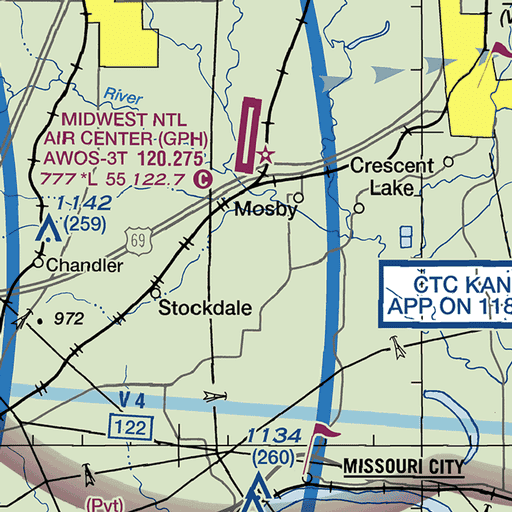 River
MIDWEST NTL
AIR CENTER (GPH)
AWOS-3T 120.275
777 *L 55 122.7 C
Crescent
Lake
1142
(259)
Mosby
69
Chandler
CTC KAN
APP ON 118
Stockdale
972
V 4
122
1134
(260)
MISSOURI CITY
(Pvt)